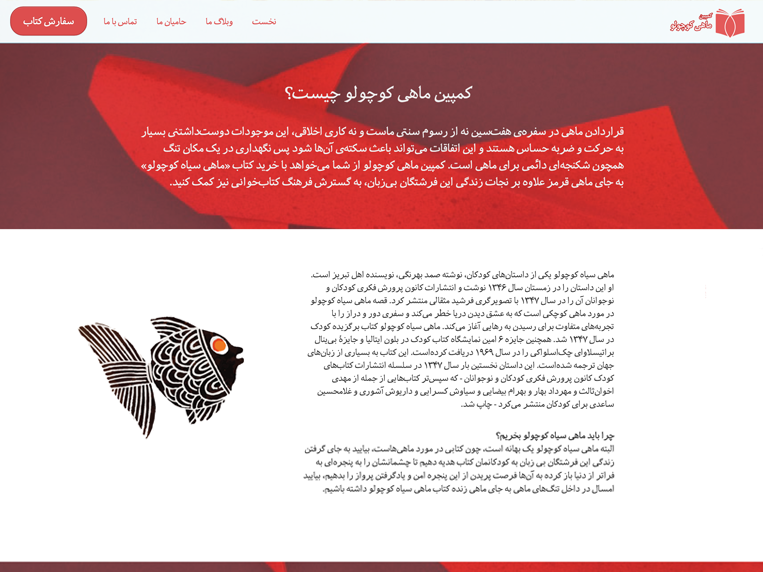 کمپین
ماهی کوچولو
نخست
وبلاگ ما
حامیان ما
تماس با ما
سفارش کتاب
کمپین ماهی کوچولو چیست؟
قراردادن ماهی در سفره‌ی هفت‌سین نه از رسوم سنتی ماست و نه کاری اخلاقی، این موجودات دوست‌داشتنی بسیار
به حرکت و ضربه حساس هستند و این اتفاقات می‌تواند باعث سکته‌ی آن‌ها شود پس نگهداری در یک مکان تنگ
همچون شکنجه‌ای دائمی برای ماهی است. کمپین ماهی کوچولو از شما می‌خواهد با خرید کتاب «ماهی سیاه کوچولو»
به جای ماهی قرمز علاوه بر نجات زندگی این فرشتگان بی‌زبان، به گسترش فرهنگ کتاب‌خوانی نیز کمک کنید.
ماهی سیاه کوچولو یکی از داستان‌های کودکان، نوشته صمد بهرنگی، نویسنده اهل تبریز است.
او این داستان را در زمستان سال ۱۳۴۶ نوشت و انتشارات کانون پرورش فکری کودکان و
نوجوانان آن را در سال ۱۳۴۷ با تصویرگری فرشید مثقالی منتشر کرد. قصه ماهی سیاه کوچولو
در مورد ماهی کوچکی است که به عشق دیدن دریا خطر می‌کند و سفری دور و دراز را با
تجربه‌های متفاوت برای رسیدن به رهایی آغاز می‌کند. ماهی سیاه کوچولو کتاب برگزیده کودک
در سال ۱۳۴۷ شد. همچنین جایزه ۶ امین نمایشگاه کتاب کودک در بلون ایتالیا و جایزهٔ بی‌ینال
براتیسلاوای چک‌اسلواکی را در سال ۱۹۶۹ دریافت کرده‌است. این کتاب به بسیاری از زبان‌های
جهان ترجمه شده‌است. این داستان نخستین بار سال ۱۳۴۷ در سلسله انتشارات کتاب‌های
کودک کانون پرورش فکری کودکان و نوجوانان - که سپس‌تر کتاب‌هایی از جمله از مهدی
اخوان‌ثالث و مهرداد بهار و بهرام بیضایی و سیاوش کسرایی و داریوش آشوری و غلامحسین
ساعدی برای کودکان منتشر می‌کرد - چاپ شد.
چرا باید ماهی سیاه کوچولو بخریم؟
البته ماهی سیاه کوچولو یک بهانه است، چون کتابی در مورد ماهی‌هاست، بیایید به جای گرفتن
زندگی این فرشتگان بی زبان به کودکانمان کتاب هدیه دهیم تا چشمانشان را به پنجره‌ای به
فراتر از دنیا باز کرده به آن‌ها فرصت پریدن از این پنجره امن و یادگرفتن پرواز را بدهیم، بیایید
امسال در داخل تنگ‌های ماهی به جای ماهی زنده کتاب ماهی سیاه کوچولو داشته باشیم.